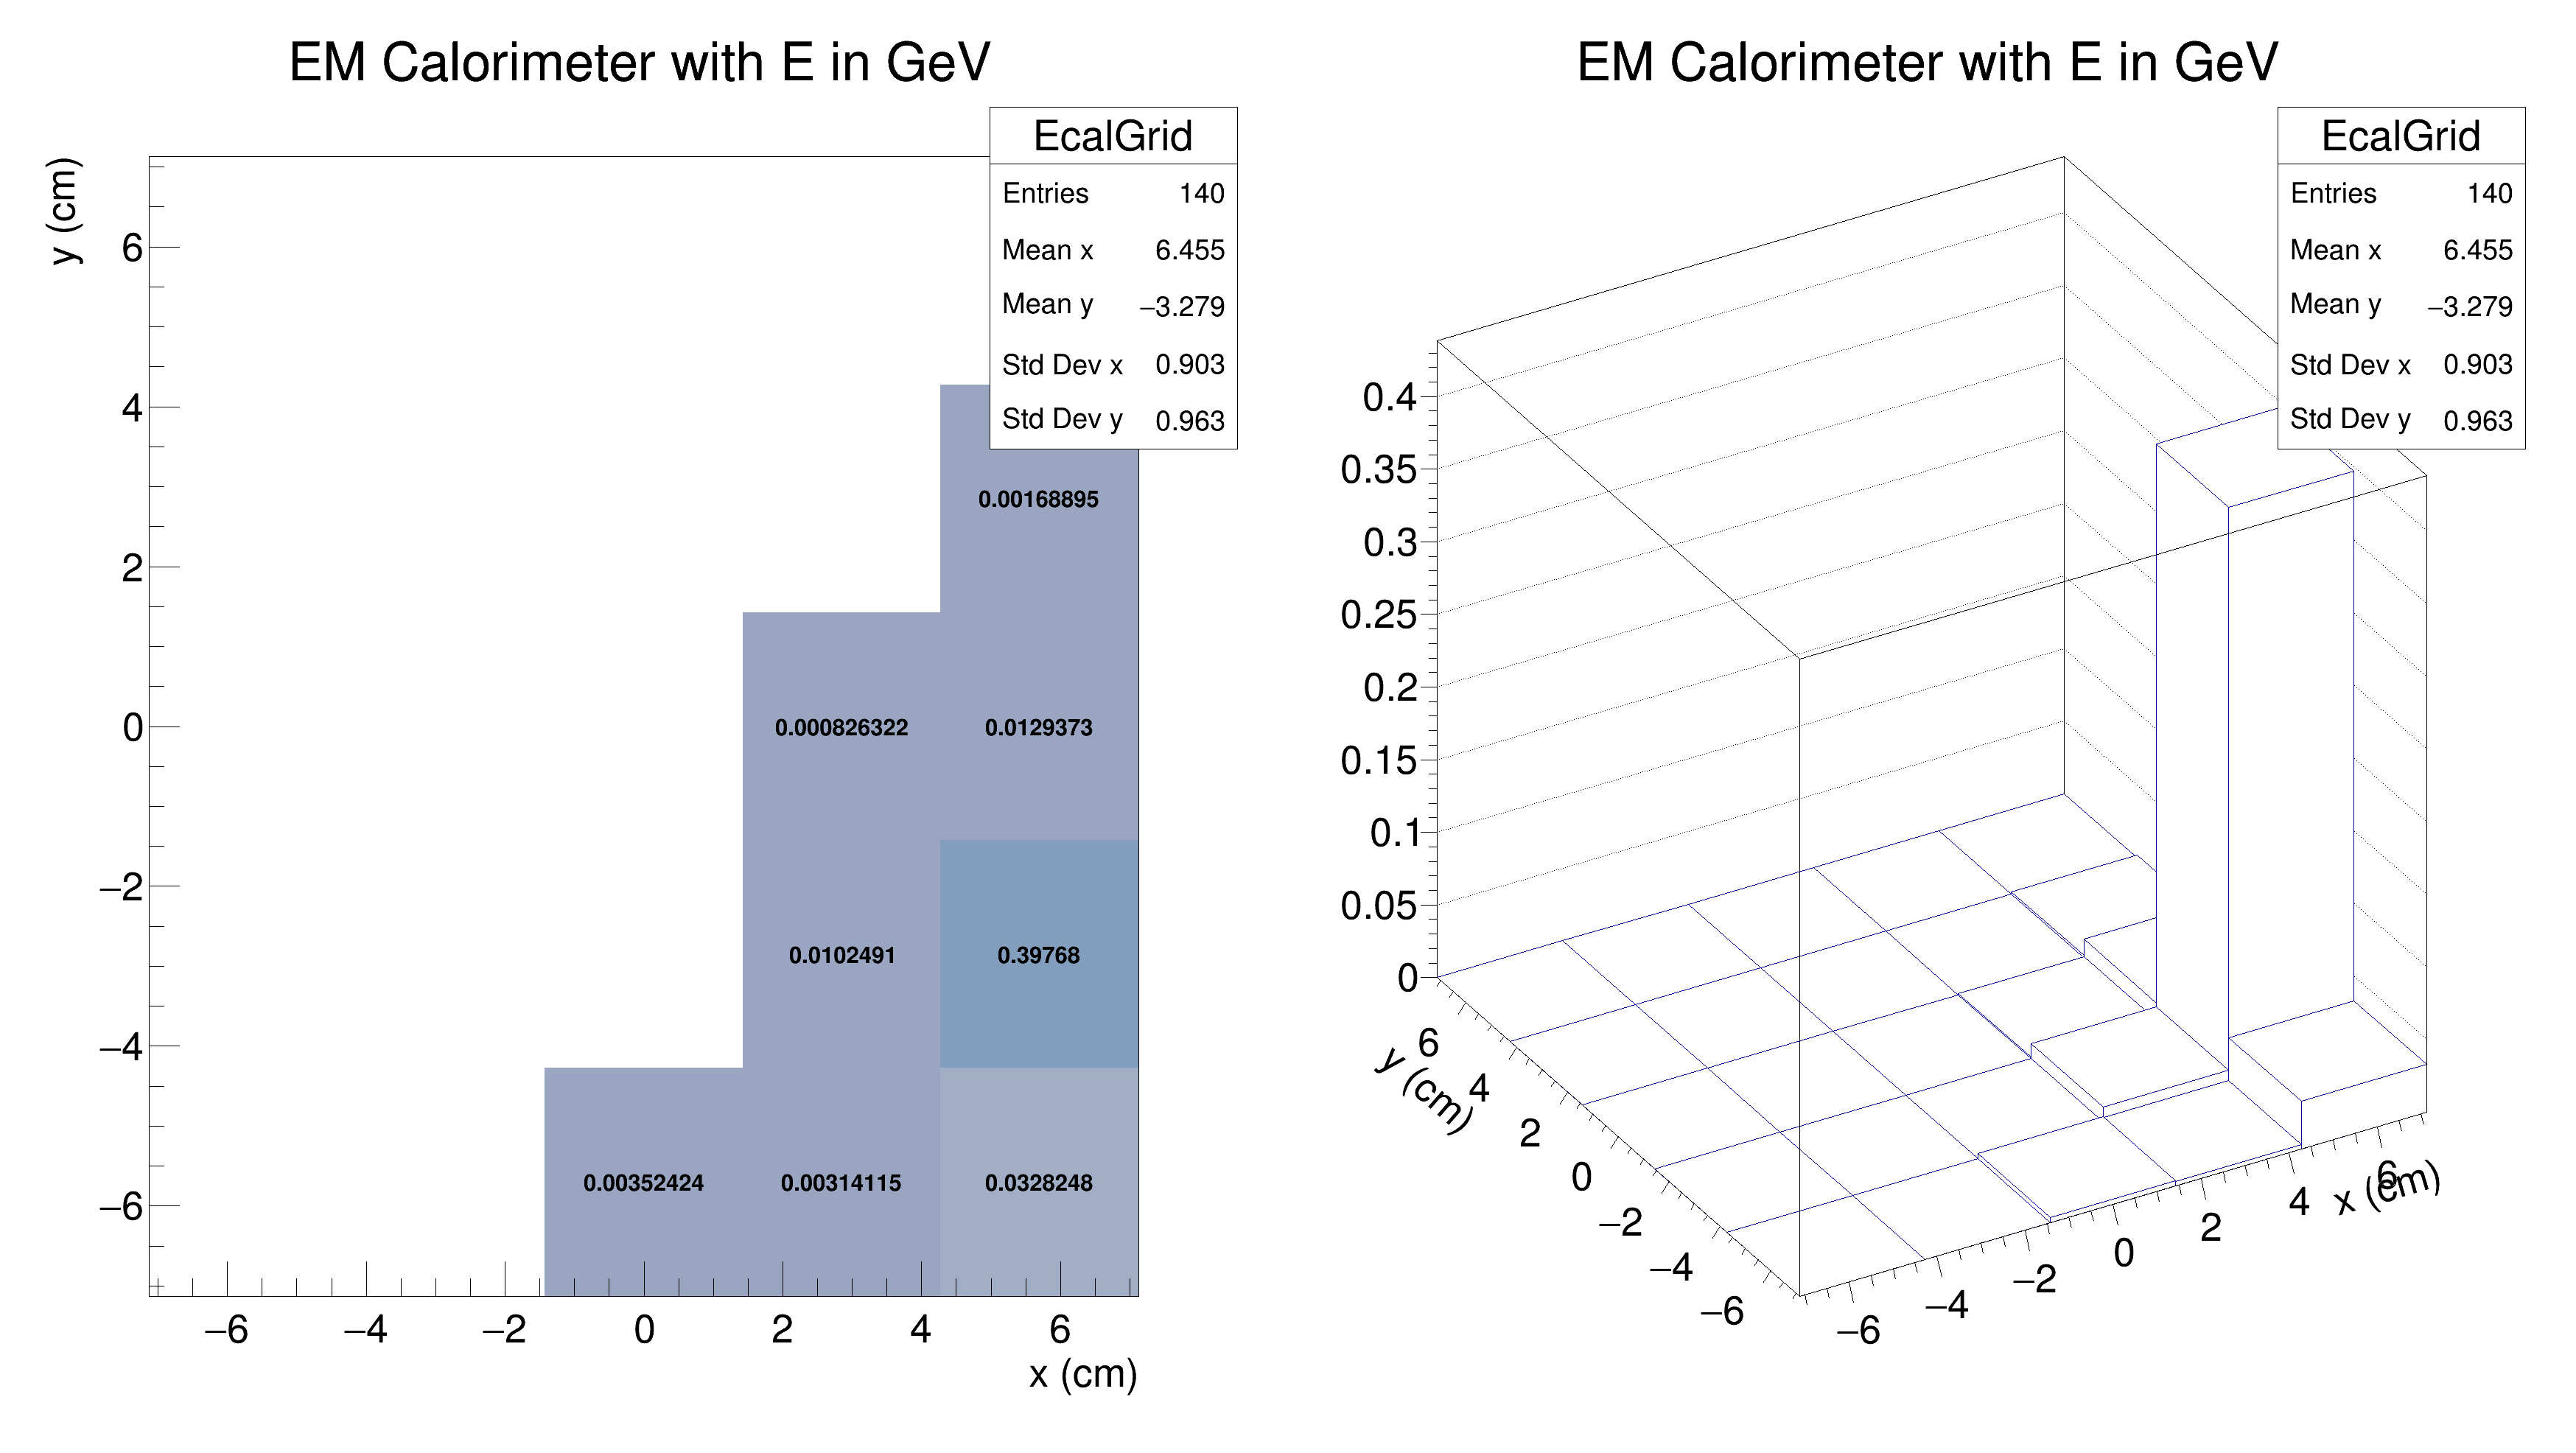 EM Calorimeter with E in GeV
EcalGrid
Entries 140
Mean x 6.455
Mean y −3.279
Std Dev x 0.903
Std Dev y 0.963
y (cm)
6
4
2
0
−2
−4
−6
0.00168895
0.000826322 0.0129373
0.0102491 0.39768
0.00352424 0.00314115 0.0328248
−6 −4 −2 0 2 4 6
x (cm)
EM Calorimeter with E in GeV
EcalGrid
Entries 140
Mean x 6.455
Mean y −3.279
Std Dev x 0.903
Std Dev y 0.963
0.4
0.35
0.3
0.25
0.2
0.15
0.1
0.05
0
y (cm)
6
4
2
0
−2
−4
−6
−6
−4
−2
0
2
4
6
x (cm)